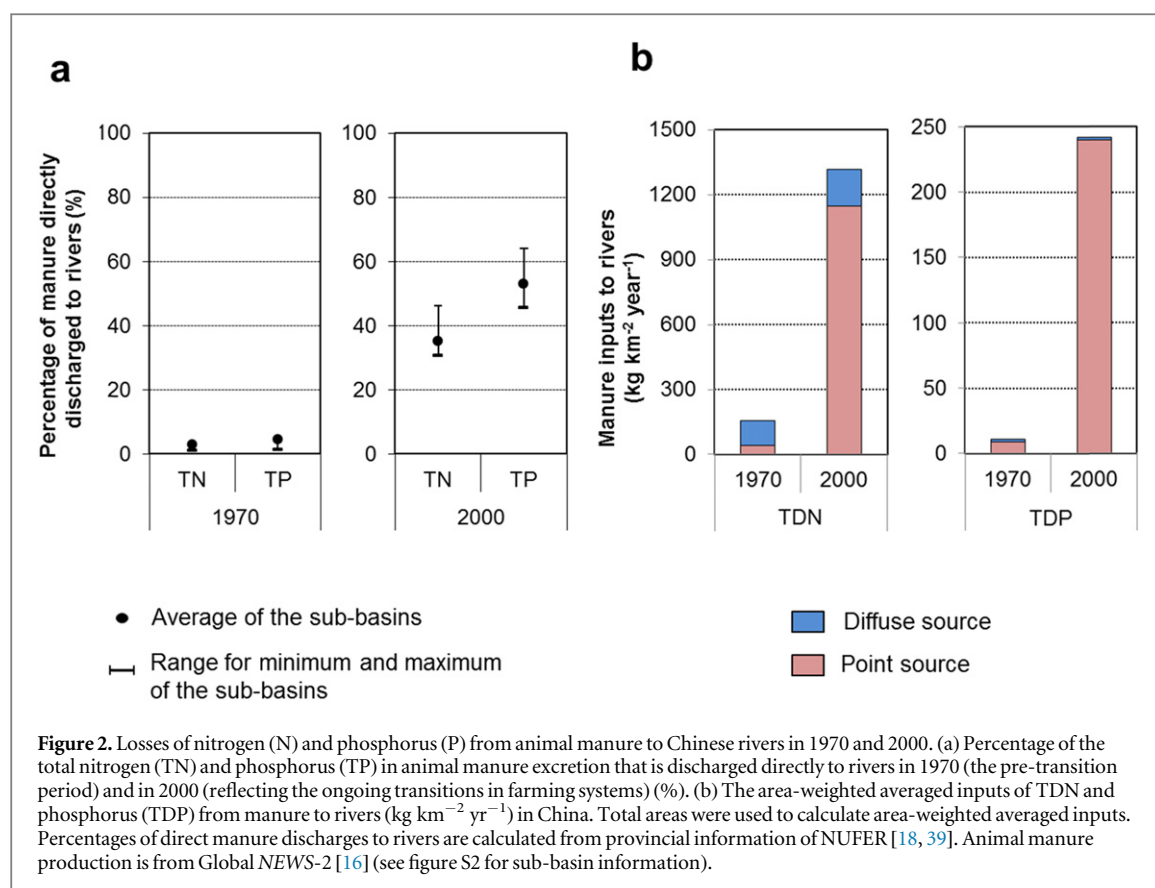 a
Percentage of manure directly
discharged to rivers (%)
100
80
60
40
20
0
TN
TP
1970
100
80
60
40
20
0
TN
TP
2000
b
Manure inputs to rivers
(kg km⁻² year⁻¹)
1500
1200
900
600
300
0
1970
2000
TDN
250
200
150
100
50
0
1970
2000
TDP
Average of the sub-basins
Range for minimum and maximum
of the sub-basins
Diffuse source
Point source
Figure 2. Losses of nitrogen (N) and phosphorus (P) from animal manure to Chinese rivers in 1970 and 2000. (a) Percentage of the
total nitrogen (TN) and phosphorus (TP) in animal manure excretion that is discharged directly to rivers in 1970 (the pre-transition
period) and in 2000 (reflecting the ongoing transitions in farming systems) (%). (b) The area-weighted averaged inputs of TDN and
phosphorus (TDP) from manure to rivers (kg km⁻² yr⁻¹) in China. Total areas were used to calculate area-weighted averaged inputs.
Percentages of direct manure discharges to rivers are calculated from provincial information of NUFER [18, 39]. Animal manure
production is from Global NEWS-2 [16] (see figure S2 for sub-basin information).